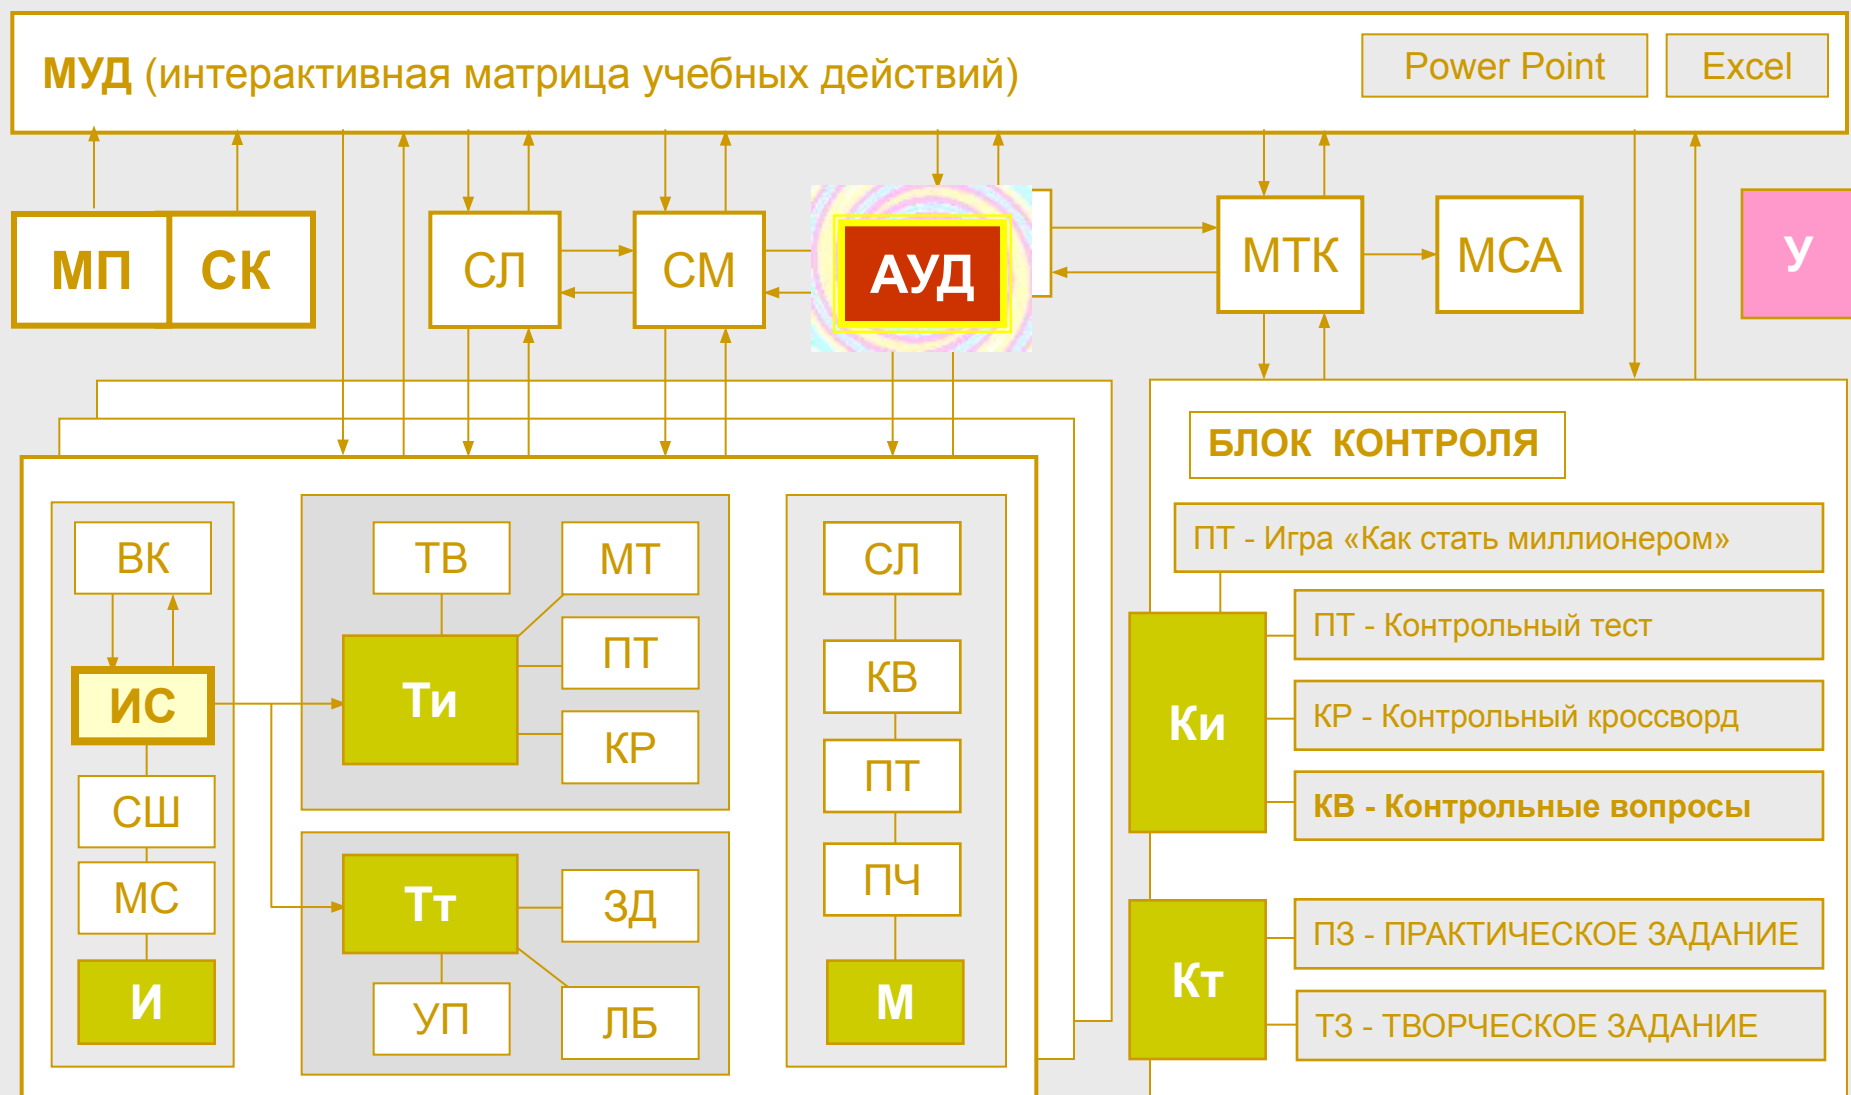 МУД (интерактивная матрица учебных действий)
Power Point
Excel
МП
СК
СЛ
СМ
АУД
МТК
МСА
У
БЛОК КОНТРОЛЯ
ВК
ИС
СШ
МС
И
ТВ
МТ
ПТ
КР
Ти
Тт
ЗД
УП
ЛБ
СЛ
КВ
ПТ
ПЧ
М
ПТ - Игра «Как стать миллионером»
Ки
ПТ - Контрольный тест
КР - Контрольный кроссворд
КВ - Контрольные вопросы
Кт
ПЗ - ПРАКТИЧЕСКОЕ ЗАДАНИЕ
ТЗ - ТВОРЧЕСКОЕ ЗАДАНИЕ